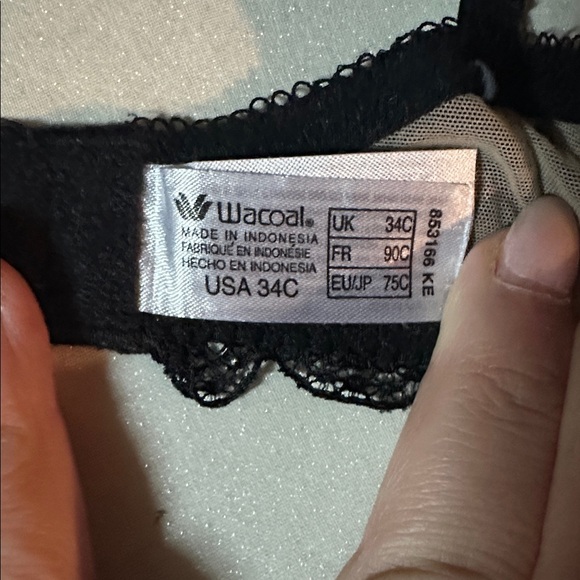 Wacoal®
MADE IN INDONESIA
FABRIQUÉ EN INDONÉSIE
HECHO EN INDONESIA
USA 34C
UK 34C
FR 90C
EU/JP 75C
853166 KE